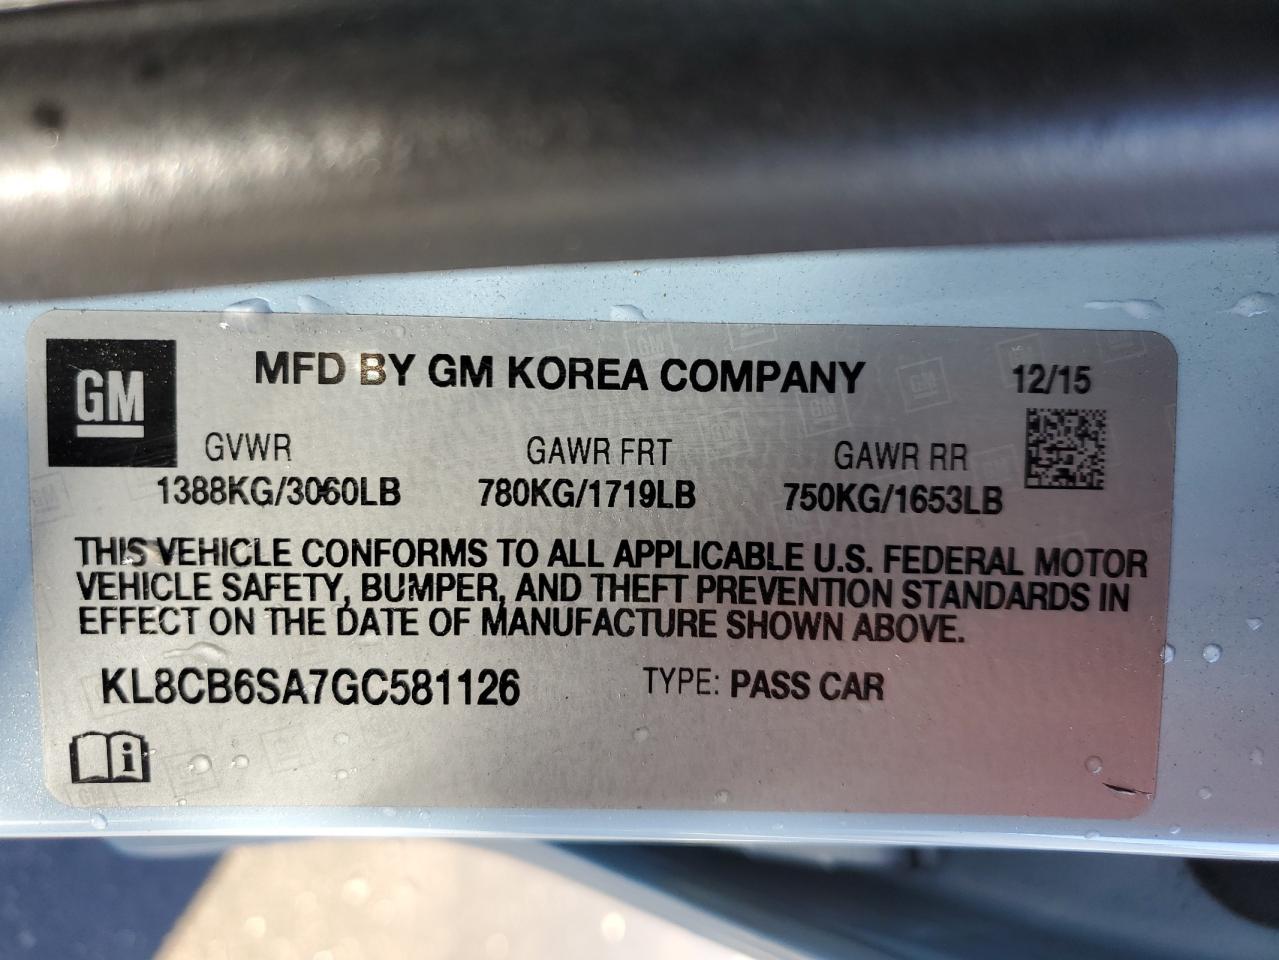 GM
MFD BY GM KOREA COMPANY 12/15
GVWR GAWR FRT GAWR RR
1388KG/3060LB 780KG/1719LB 750KG/1653LB
THIS VEHICLE CONFORMS TO ALL APPLICABLE U.S. FEDERAL MOTOR
VEHICLE SAFETY, BUMPER, AND THEFT PREVENTION STANDARDS IN
EFFECT ON THE DATE OF MANUFACTURE SHOWN ABOVE.
KL8CB6SA7GC581126 TYPE: PASS CAR
i